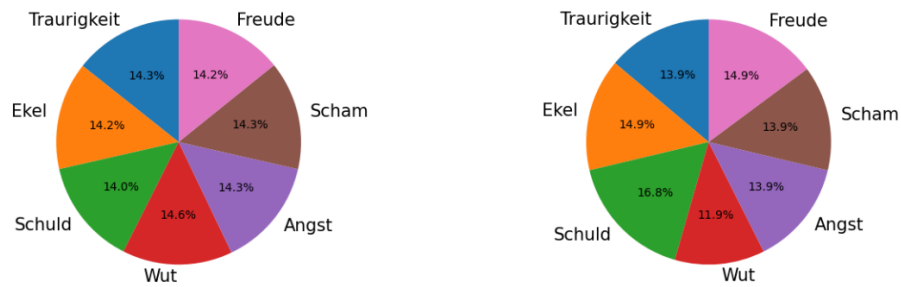 Traurigkeit
Freude
Ekel
Scham
Schuld
Angst
Wut
14.3%
14.2%
14.2%
14.3%
14.0%
14.3%
14.6%
Traurigkeit
Freude
Ekel
Scham
Schuld
Angst
Wut
13.9%
14.9%
14.9%
13.9%
16.8%
13.9%
11.9%